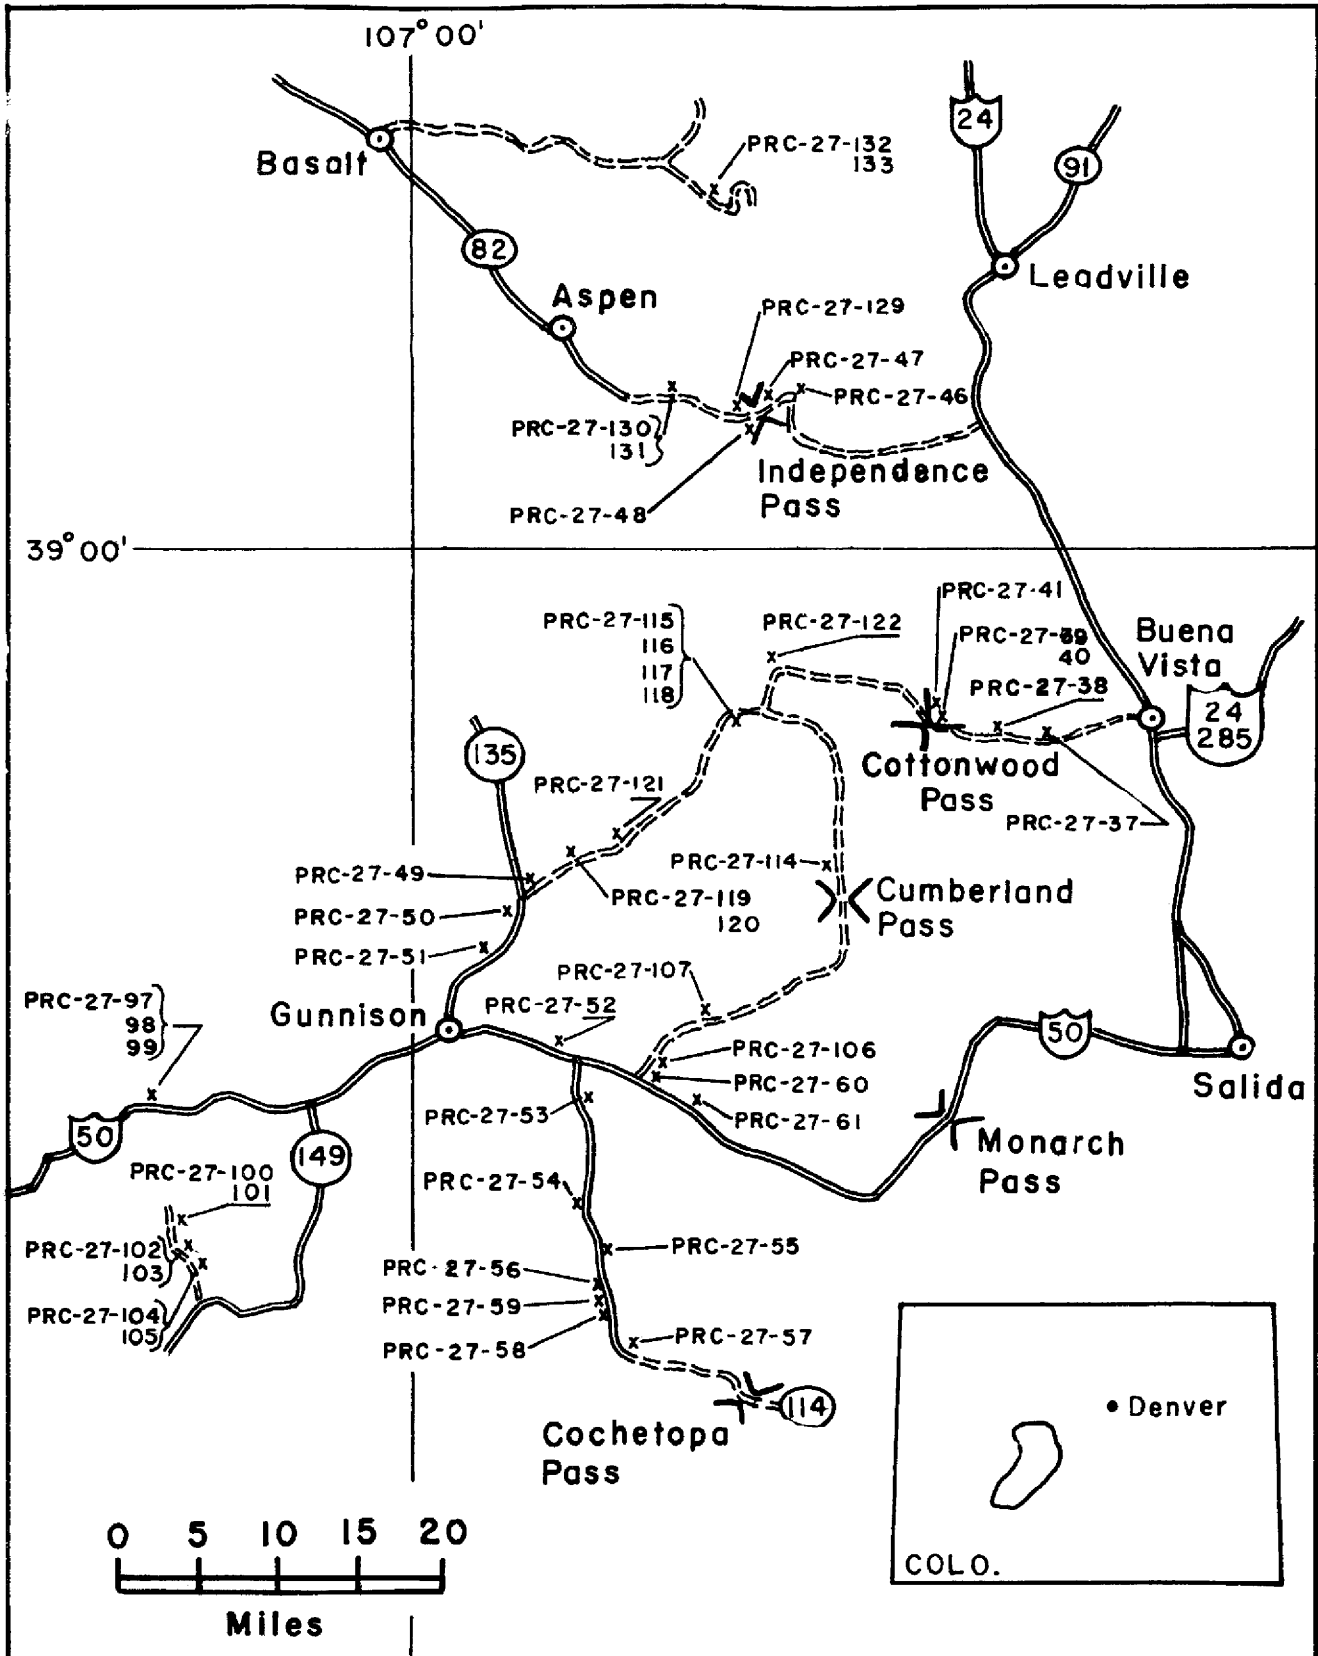 107°00'
24
PRC-27-132
133
91
Basalt
82
Leadville
Aspen
PRC-27-129
PRC-27-47
PRC-27-46
PRC-27-130
131
Independence
Pass
PRC-27-48
39°00'
PRC-27-41
PRC-27-115
116
117
118
PRC-27-122
PRC-27-39
40
Buena
Vista
PRC-27-38
24
285
135
Cottonwood
Pass
PRC-27-121
PRC-27-37
PRC-27-114
PRC-27-49
Cumberland
Pass
PRC-27-119
120
PRC-27-50
PRC-27-51
PRC-27-107
PRC-27-97
98
99
PRC-27-52
Gunnison
50
PRC-27-106
PRC-27-60
Salida
PRC-27-53
PRC-27-61
50
Monarch
Pass
149
PRC-27-100
101
PRC-27-54
PRC-27-55
PRC-27-102
103
PRC-27-56
PRC-27-59
PRC-27-104
105
PRC-27-58
PRC-27-57
114
Cochetopa
Pass
Denver
COLO.
0 5 10 15 20
Miles